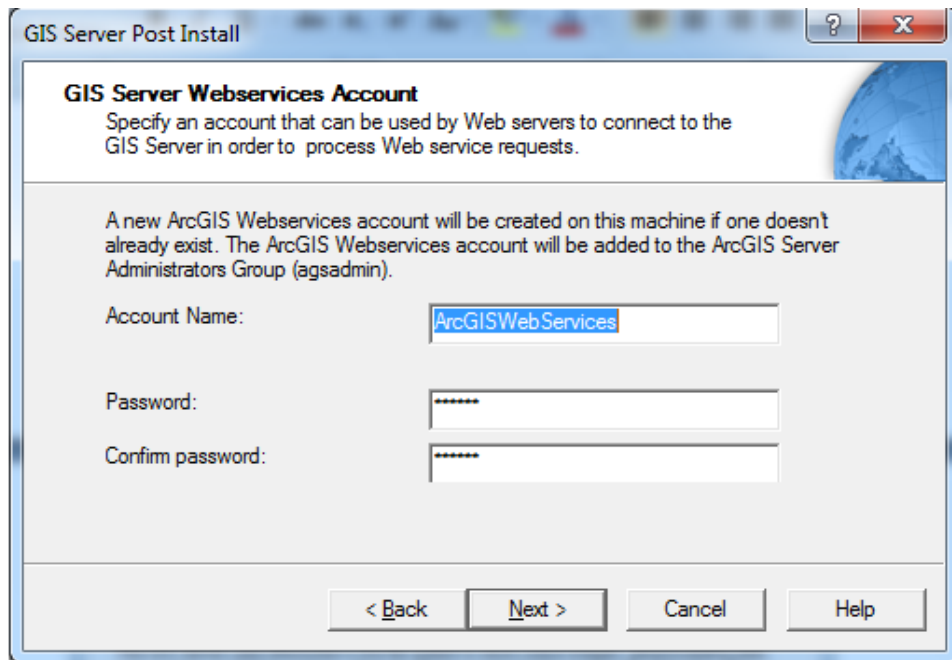 GIS Server Post Install
GIS Server Webservices Account
Specify an account that can be used by Web servers to connect to the
GIS Server in order to process Web service requests.
A new ArcGIS Webservices account will be created on this machine if one doesn't
already exist. The ArcGIS Webservices account will be added to the ArcGIS Server
Administrators Group (agsadmin).
Account Name:
ArcGISWebServices
Password:
******
Confirm password:
******
< Back
Next >
Cancel
Help